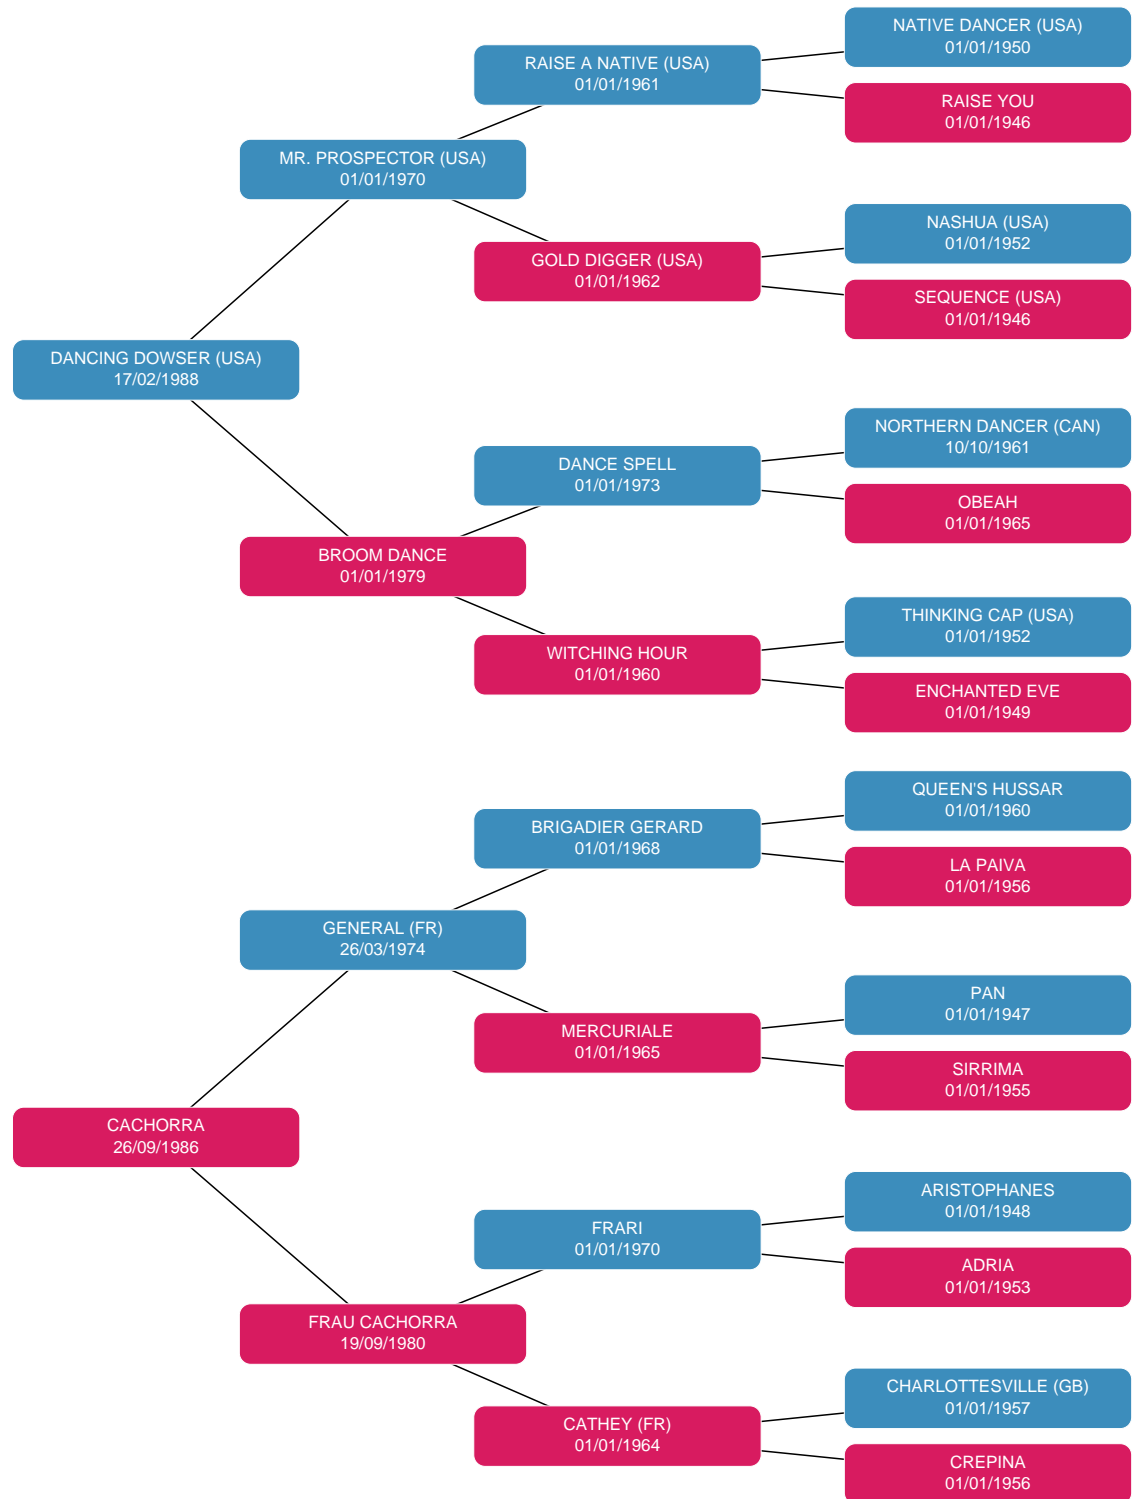 NATIVE DANCER (USA)
01/01/1950
RAISE A NATIVE (USA)
01/01/1961
RAISE YOU
01/01/1946
MR. PROSPECTOR (USA)
01/01/1970
NASHUA (USA)
01/01/1952
GOLD DIGGER (USA)
01/01/1962
SEQUENCE (USA)
01/01/1946
DANCING DOWSER (USA)
17/02/1988
NORTHERN DANCER (CAN)
10/10/1961
DANCE SPELL
01/01/1973
OBEAH
01/01/1965
BROOM DANCE
01/01/1979
THINKING CAP (USA)
01/01/1952
WITCHING HOUR
01/01/1960
ENCHANTED EVE
01/01/1949
QUEEN'S HUSSAR
01/01/1960
BRIGADIER GERARD
01/01/1968
LA PAIVA
01/01/1956
GENERAL (FR)
26/03/1974
PAN
01/01/1947
MERCURIALE
01/01/1965
SIRRIMA
01/01/1955
CACHORRA
26/09/1986
ARISTOPHANES
01/01/1948
FRARI
01/01/1970
ADRIA
01/01/1953
FRAU CACHORRA
19/09/1980
CHARLOTTESVILLE (GB)
01/01/1957
CATHEY (FR)
01/01/1964
CREPINA
01/01/1956